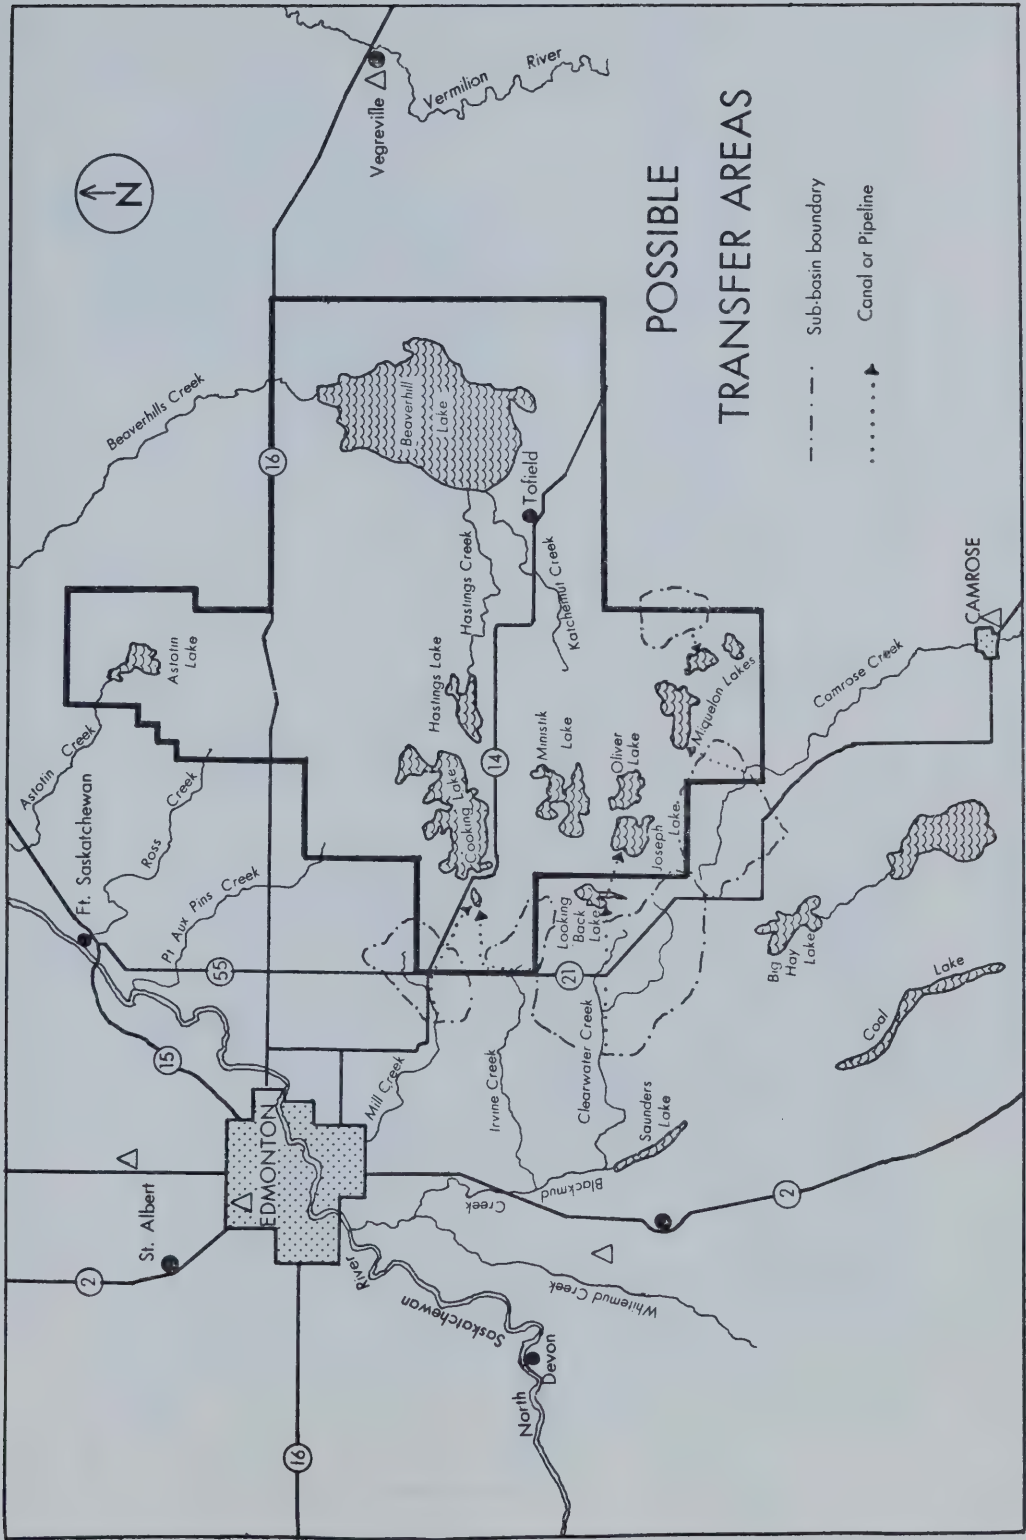 POSSIBLE
TRANSFER AREAS
Sub-basin boundary
Canal or Pipeline
N
Vegreville
Vermilion River
Beaverhills Creek
16
Beaverhill
Lake
Tofield
Hastings Creek
Katchemut Creek
Astotin
Lake
Astotin Creek
Ft. Saskatchewan
Ross Creek
Pt. Aux Pins Creek
Hastings Lake
Cooking Lake
14
Ministik
Lake
Oliver
Lake
Joseph Lake
Miquelon Lakes
CAMROSE
Camrose Creek
Looking
Back
Lake
55
21
15
Mill Creek
Irvine Creek
Clearwater Creek
Saunders
Lake
Big
Hay
Lake
Coal Lake
EDMONTON
St. Albert
2
16
Blackmud Creek
2
Whitemud Creek
North Saskatchewan River
Devon